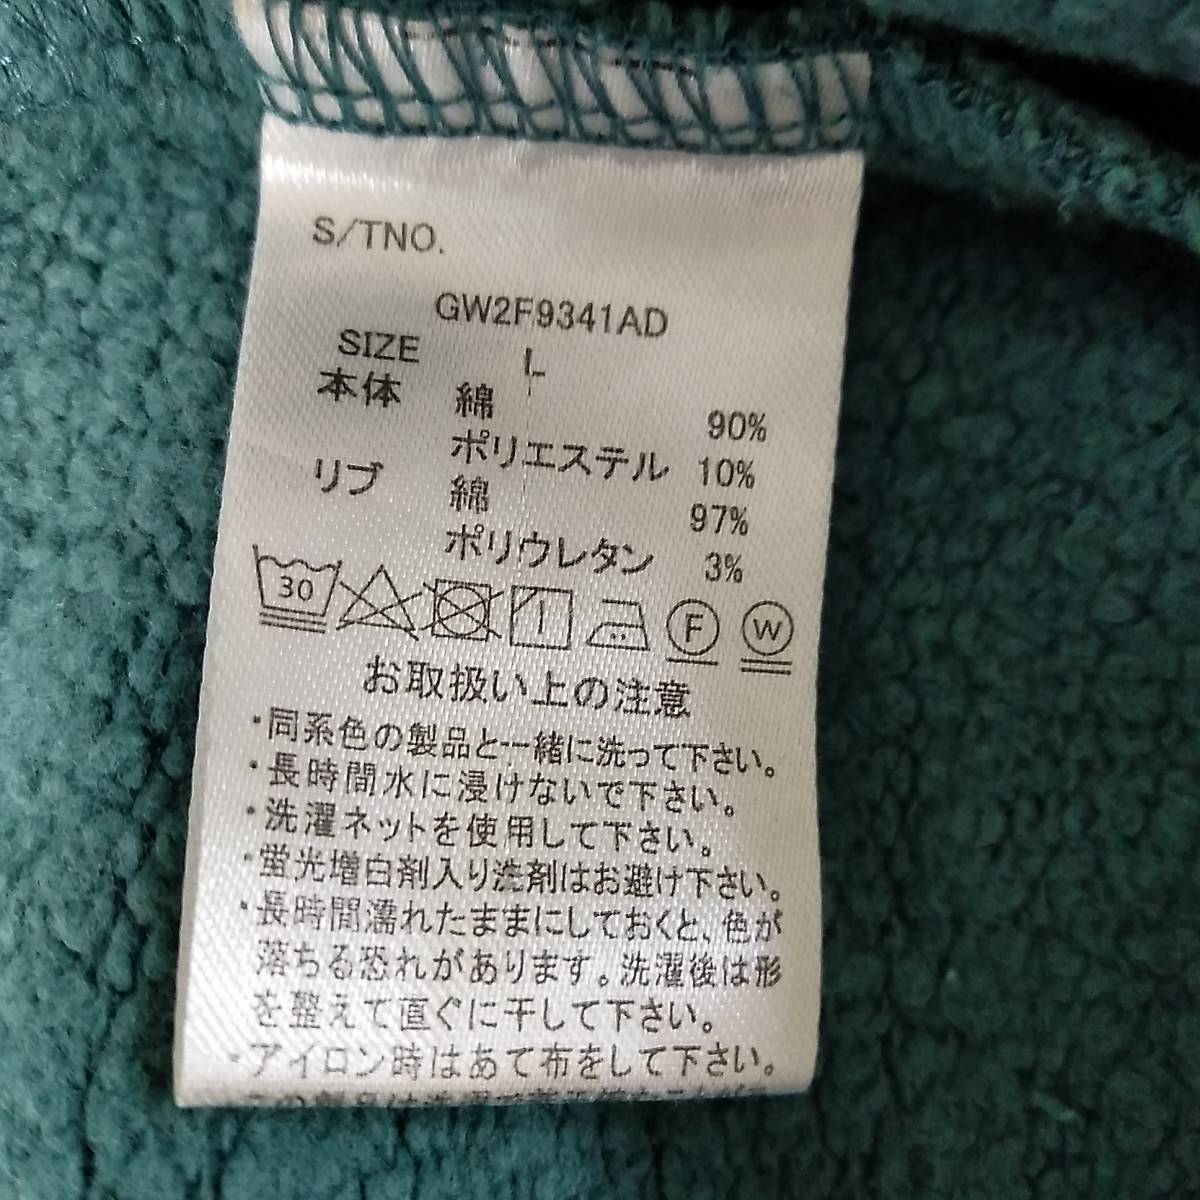 S/TNO.
GW2F9341AD
SIZE L
本体 綿 90%
ポリエステル 10%
リブ 綿 97%
ポリウレタン 3%
30 F W
お取扱い上の注意
・同系色の製品と一緒に洗って下さい。
・長時間水に浸けないで下さい。
・洗濯ネットを使用して下さい。
・蛍光増白剤入り洗剤はお避け下さい。
・長時間濡れたままにしておくと、色が
落ちる恐れがあります。洗濯後は形
を整えて直ぐに干して下さい。
・アイロン時はあて布をして下さい。
この製品は